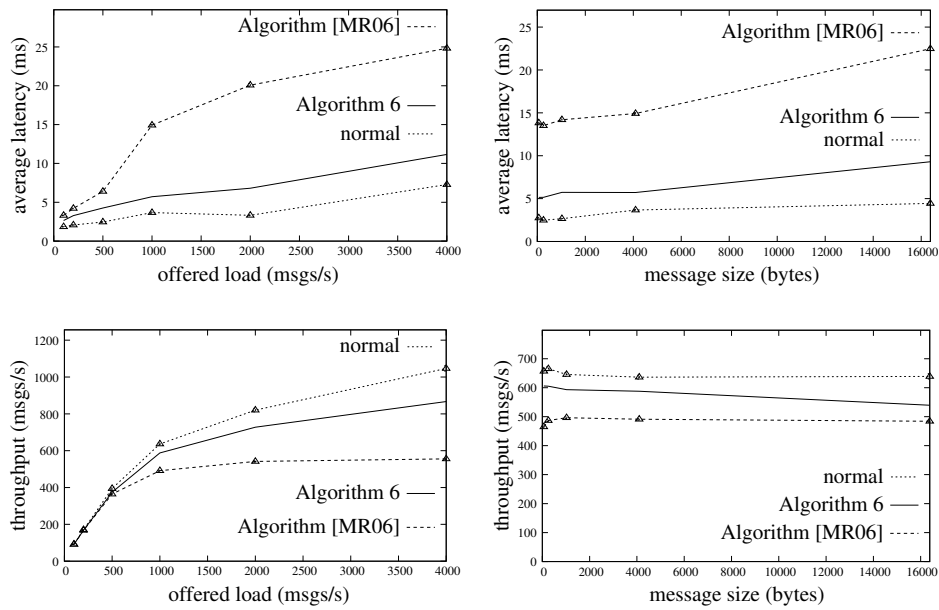 average latency (ms)
30
25
20
15
10
5
0
0 500 1000 1500 2000 2500 3000 3500 4000
offered load (msgs/s)
Algorithm [MR06]
Algorithm 6
normal
average latency (ms)
25
20
15
10
5
0
0 2000 4000 6000 8000 10000 12000 14000 16000
message size (bytes)
Algorithm [MR06]
Algorithm 6
normal
throughput (msgs/s)
1200
1000
800
600
400
200
0
0 500 1000 1500 2000 2500 3000 3500 4000
offered load (msgs/s)
normal
Algorithm 6
Algorithm [MR06]
throughput (msgs/s)
700
600
500
400
300
200
100
0
0 2000 4000 6000 8000 10000 12000 14000 16000
message size (bytes)
normal
Algorithm 6
Algorithm [MR06]